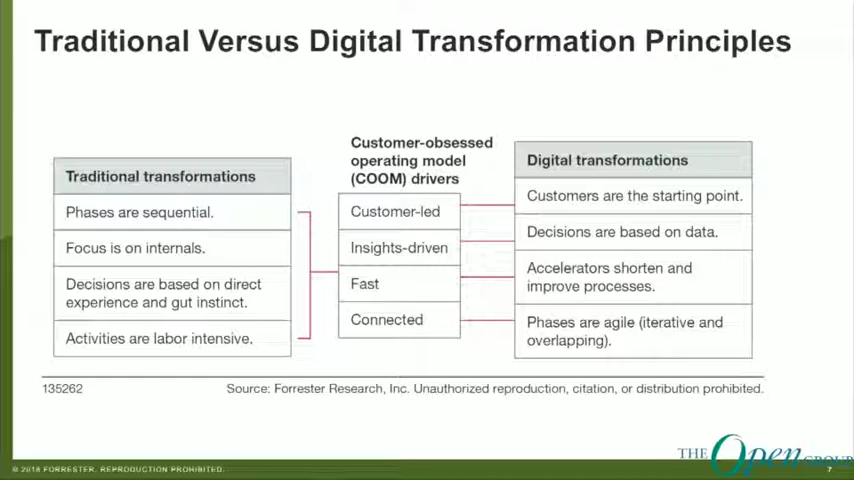 Traditional Versus Digital Transformation Principles
Traditional transformations
Phases are sequential.
Focus is on internals.
Decisions are based on direct
experience and gut instinct.
Activities are labor intensive.
Customer-obsessed
operating model
(COOM) drivers
Customer-led
Insights-driven
Fast
Connected
Digital transformations
Customers are the starting point.
Decisions are based on data.
Accelerators shorten and
improve processes.
Phases are agile (iterative and
overlapping).
135262
Source: Forrester Research, Inc. Unauthorized reproduction, citation, or distribution prohibited.
© 2018 FORRESTER. REPRODUCTION PROHIBITED.
THE Open GROUP
7